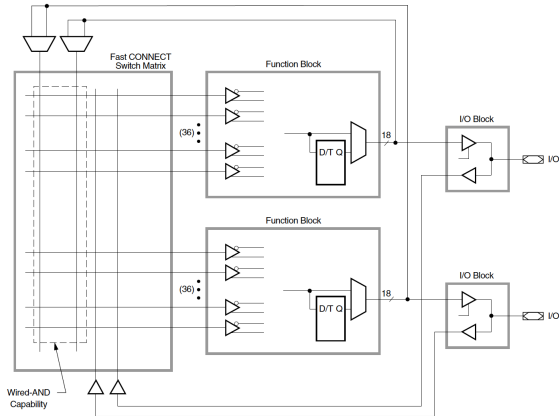 Fast CONNECT
Switch Matrix
Function Block
(36)
D/T Q
18
I/O Block
I/O
Function Block
(36)
D/T Q
18
I/O Block
I/O
Wired-AND
Capability